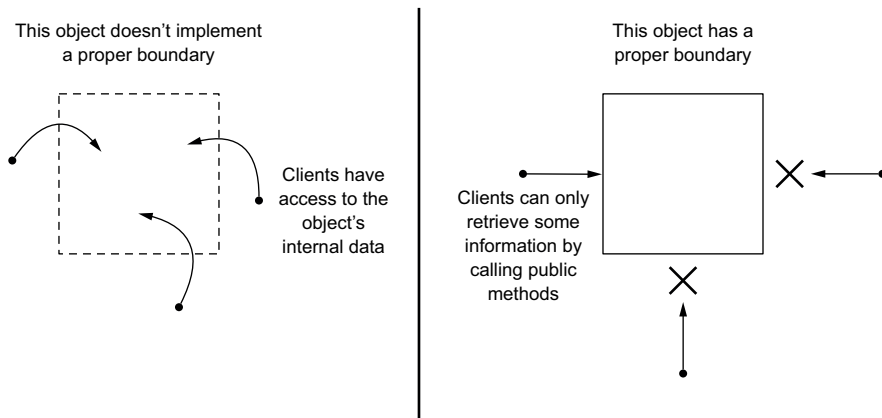 This object doesn't implement
a proper boundary
Clients have
access to the
object's
internal data
This object has a
proper boundary
Clients can only
retrieve some
information by
calling public
methods